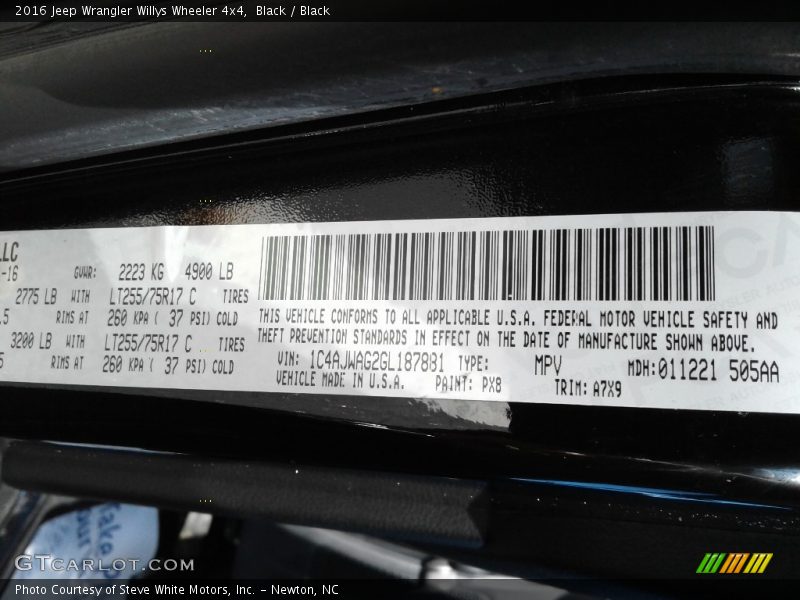 2016 Jeep Wrangler Willys Wheeler 4x4, Black / Black
LLC
-16 GVWR: 2223 KG 4900 LB
2775 LB WITH LT255/75R17 C TIRES
.5 RIMS AT 260 KPA ( 37 PSI) COLD
3200 LB WITH LT255/75R17 C TIRES
5 RIMS AT 260 KPA ( 37 PSI) COLD
THIS VEHICLE CONFORMS TO ALL APPLICABLE U.S.A. FEDERAL MOTOR VEHICLE SAFETY AND
THEFT PREVENTION STANDARDS IN EFFECT ON THE DATE OF MANUFACTURE SHOWN ABOVE.
VIN: 1C4AJWAG2GL187881 TYPE: MPV MDH:011221 505AA
VEHICLE MADE IN U.S.A. PAINT: PX8 TRIM: A7X9
GTCARLOT.COM
Photo Courtesy of Steve White Motors, Inc. - Newton, NC